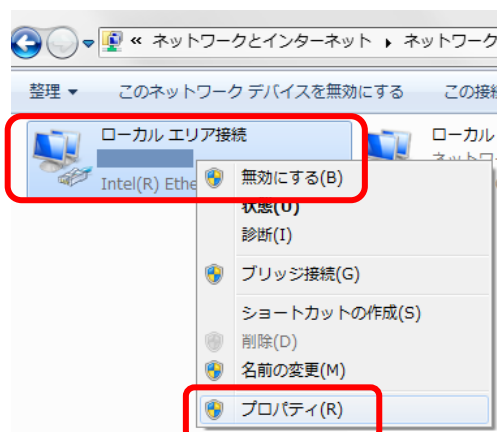 « ネットワークとインターネット ▸ ネットワーク
整理 ▼ このネットワーク デバイスを無効にする この接続
ローカル エリア接続
Intel(R) Ethe
ローカル
ネットワ
無効にする(B)
状態(U)
診断(I)
ブリッジ接続(G)
ショートカットの作成(S)
削除(D)
名前の変更(M)
プロパティ(R)